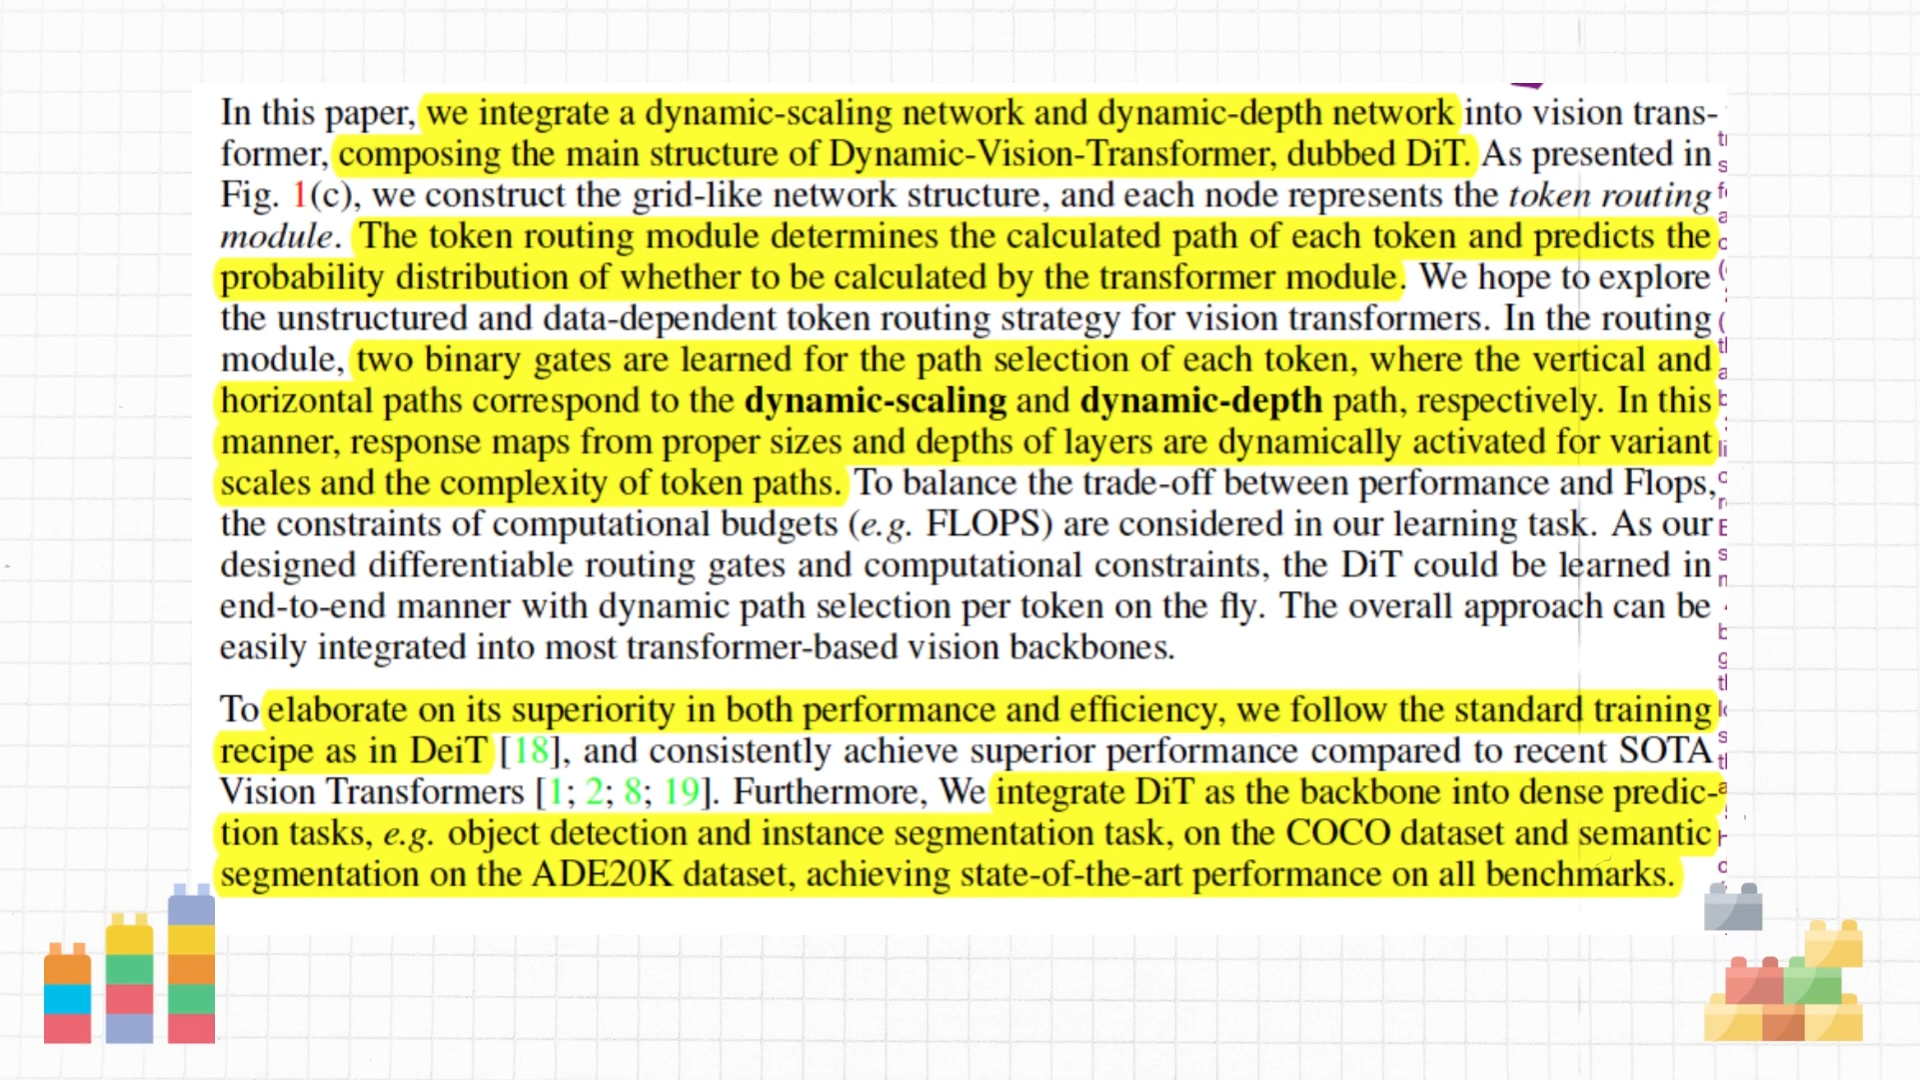 In this paper, we integrate a dynamic-scaling network and dynamic-depth network into vision trans-
former, composing the main structure of Dynamic-Vision-Transformer, dubbed DiT. As presented in
Fig. 1(c), we construct the grid-like network structure, and each node represents the token routing
module. The token routing module determines the calculated path of each token and predicts the
probability distribution of whether to be calculated by the transformer module. We hope to explore
the unstructured and data-dependent token routing strategy for vision transformers. In the routing
module, two binary gates are learned for the path selection of each token, where the vertical and
horizontal paths correspond to the dynamic-scaling and dynamic-depth path, respectively. In this
manner, response maps from proper sizes and depths of layers are dynamically activated for variant
scales and the complexity of token paths. To balance the trade-off between performance and Flops,
the constraints of computational budgets (e.g. FLOPS) are considered in our learning task. As our
designed differentiable routing gates and computational constraints, the DiT could be learned in
end-to-end manner with dynamic path selection per token on the fly. The overall approach can be
easily integrated into most transformer-based vision backbones.
To elaborate on its superiority in both performance and efficiency, we follow the standard training
recipe as in DeiT [18], and consistently achieve superior performance compared to recent SOTA
Vision Transformers [1; 2; 8; 19]. Furthermore, We integrate DiT as the backbone into dense predic-
tion tasks, e.g. object detection and instance segmentation task, on the COCO dataset and semantic
segmentation on the ADE20K dataset, achieving state-of-the-art performance on all benchmarks.